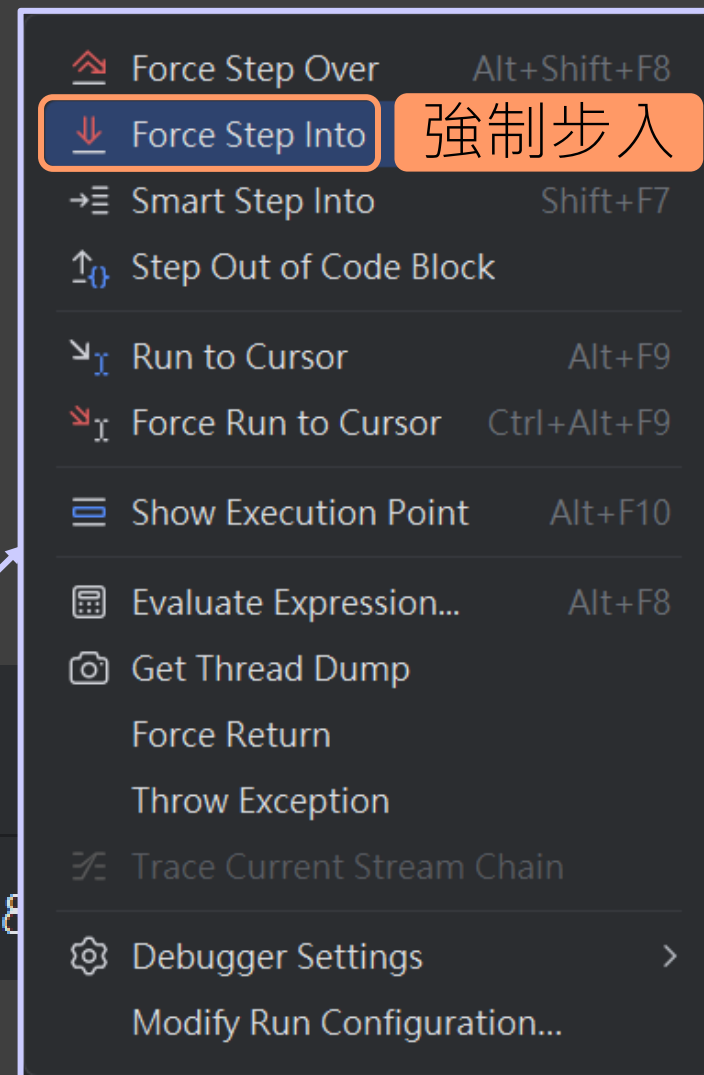 Force Step Over Alt+Shift+F8
Force Step Into 強制步入
Smart Step Into Shift+F7
Step Out of Code Block
Run to Cursor Alt+F9
Force Run to Cursor Ctrl+Alt+F9
Show Execution Point Alt+F10
Evaluate Expression... Alt+F8
Get Thread Dump
Force Return
Throw Exception
Trace Current Stream Chain
Debugger Settings
Modify Run Configuration...